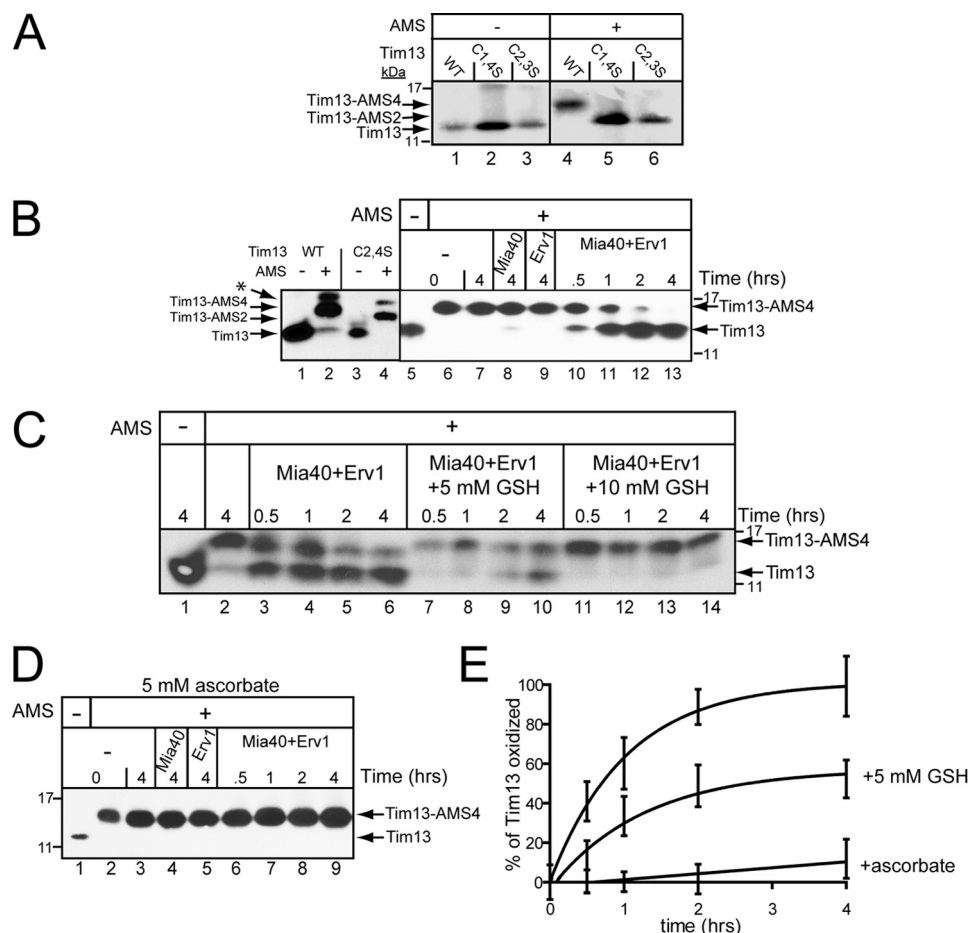 A
AMS - +
Tim13 WT C1,4S C2,3S WT C1,4S C2,3S
kDa
17
Tim13-AMS4
Tim13-AMS2
Tim13
11
1 2 3 4 5 6
B
AMS - +
Tim13 WT C2,4S
AMS - + - +
- Mia40 Erv1 Mia40+Erv1
0 4 4 4 .5 1 2 4 Time (hrs)
*
Tim13-AMS4
Tim13-AMS2
Tim13
17
Tim13-AMS4
Tim13
11
1 2 3 4 5 6 7 8 9 10 11 12 13
C
AMS - +
Mia40+Erv1 Mia40+Erv1 Mia40+Erv1
+5 mM GSH +10 mM GSH
4 4 0.5 1 2 4 0.5 1 2 4 0.5 1 2 4 Time (hrs)
17
Tim13-AMS4
Tim13
11
1 2 3 4 5 6 7 8 9 10 11 12 13 14
D
5 mM ascorbate
AMS - +
- Mia40 Erv1 Mia40+Erv1
0 4 4 4 .5 1 2 4 Time (hrs)
17
Tim13-AMS4
Tim13
11
1 2 3 4 5 6 7 8 9
E
% of Tim13 oxidized
100
80
60
40
20
0
+5 mM GSH
+ascorbate
0 1 2 3 4
time (hrs)